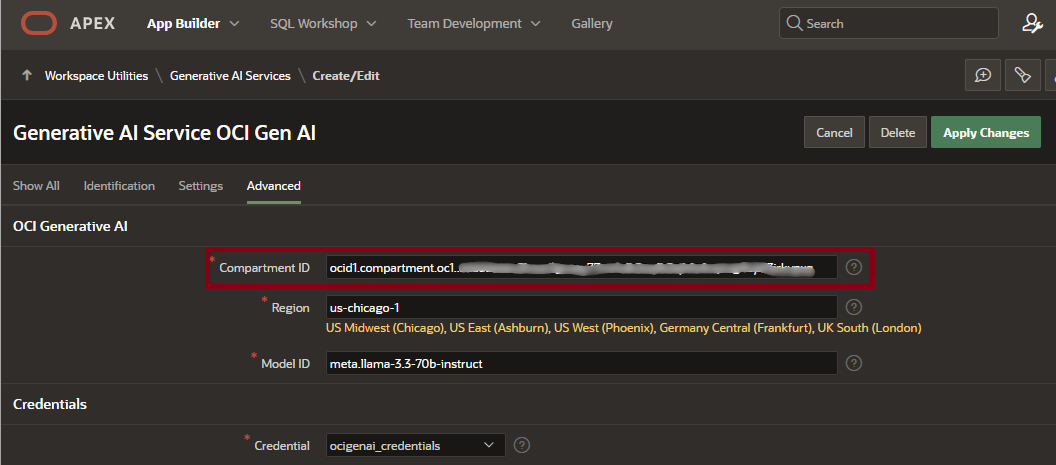 APEX App Builder SQL Workshop Team Development Gallery Search
Workspace Utilities \ Generative AI Services \ Create/Edit
Generative AI Service OCI Gen AI Cancel Delete Apply Changes
Show All Identification Settings Advanced
OCI Generative AI
* Compartment ID ocid1.compartment.oc1. ?
* Region us-chicago-1 ?
US Midwest (Chicago), US East (Ashburn), US West (Phoenix), Germany Central (Frankfurt), UK South (London)
* Model ID meta.llama-3.3-70b-instruct ?
Credentials
* Credential ocigenai_credentials ?